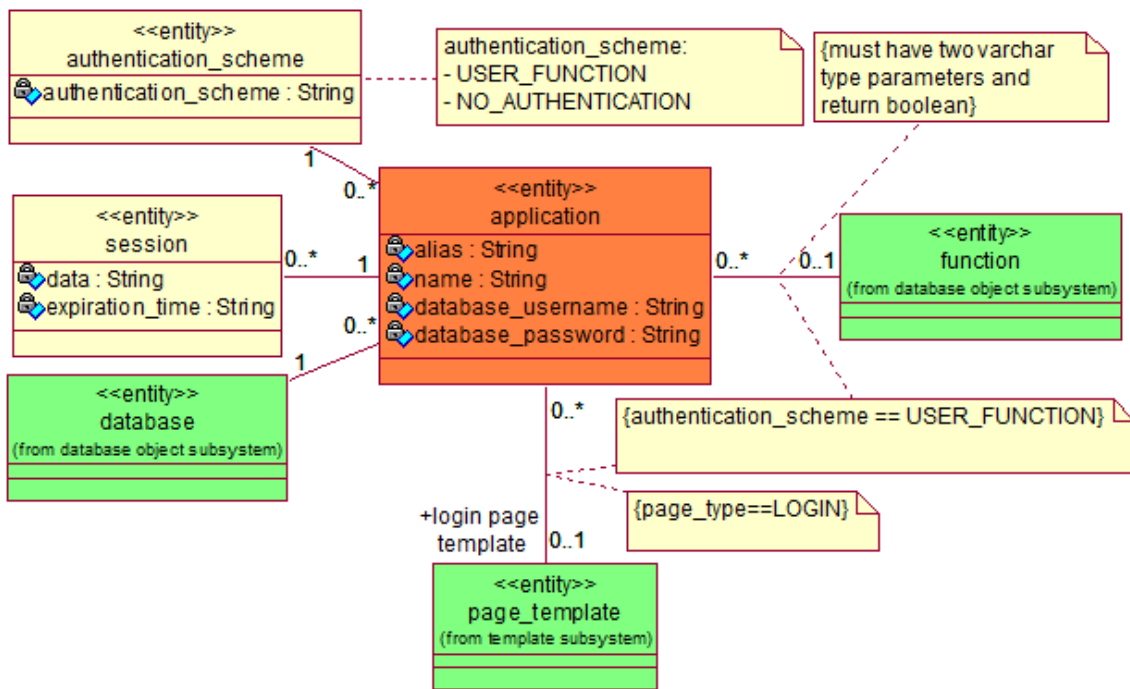 <<entity>>
authentication_scheme
authentication_scheme : String
authentication_scheme:
- USER_FUNCTION
- NO_AUTHENTICATION
{must have two varchar
type parameters and
return boolean}
1
0..*
<<entity>>
session
data : String
expiration_time : String
0..*
1
<<entity>>
application
alias : String
name : String
database_username : String
database_password : String
0..*
0..1
<<entity>>
function
(from database object subsystem)
0..*
1
<<entity>>
database
(from database object subsystem)
0..*
{authentication_scheme == USER_FUNCTION}
{page_type==LOGIN}
+login page
template
0..1
<<entity>>
page_template
(from template subsystem)